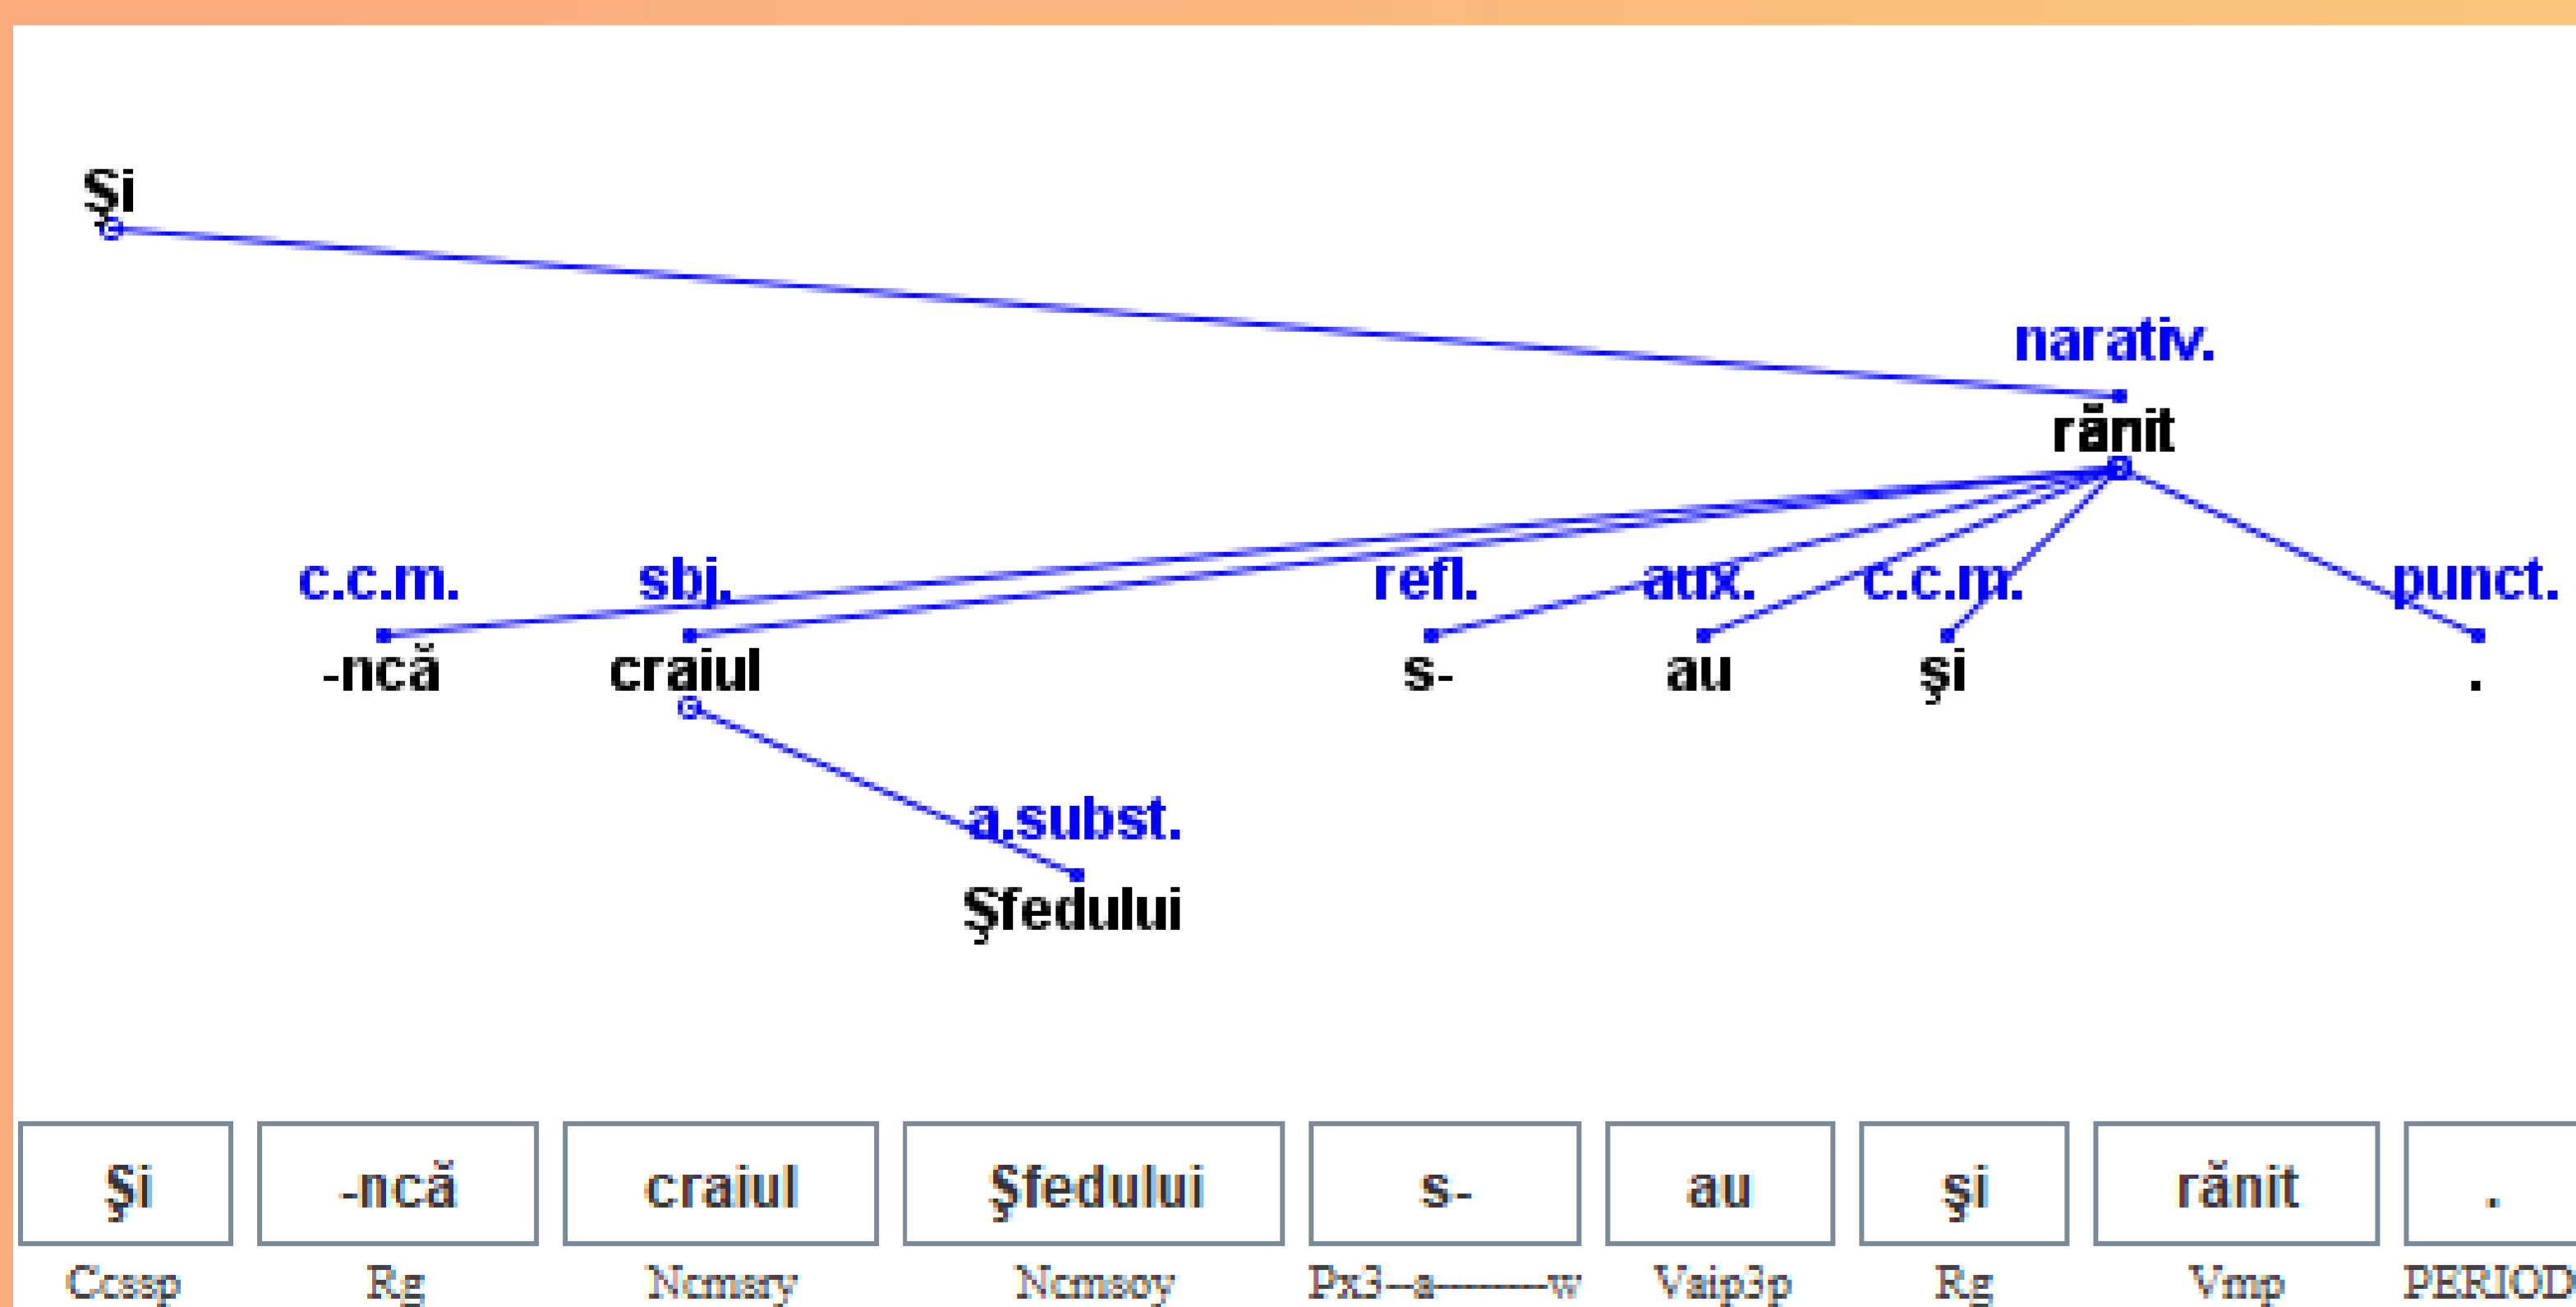 Şi
narativ.
rănit
c.c.m. sbj. refl. aux. c.c.m. punct.
-ncă craiul s- au şi .
a.subst.
Şfedului
Şi -ncă craiul Şfedului s- au şi rănit .
Ccssp Rg Ncmsry Ncmsoy Px3--a--------w Vaip3p Rg Vmp PERIOD